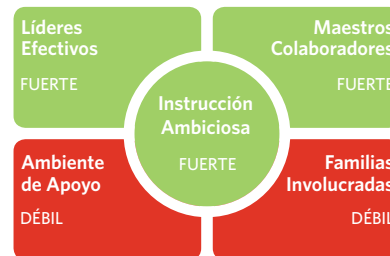 Líderes
Efectivos
FUERTE
Maestros
Colaboradores
FUERTE
Instrucción
Ambiciosa
FUERTE
Ambiente
de Apoyo
DÉBIL
Familias
Involucradas
DÉBIL